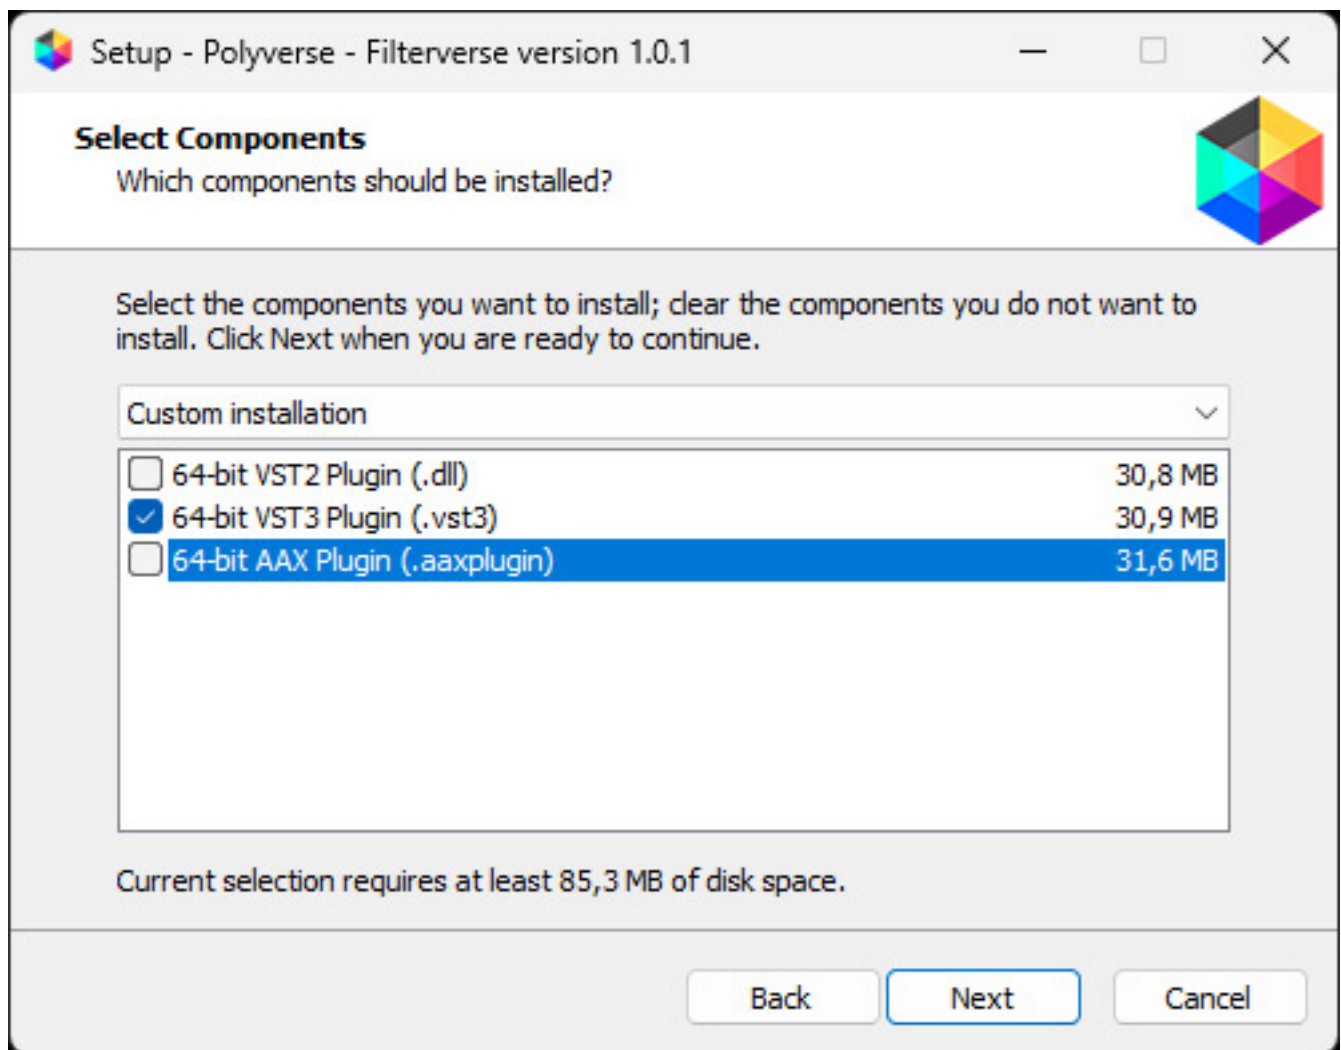 Setup - Polyverse - Filterverse version 1.0.1
Select Components
Which components should be installed?
Select the components you want to install; clear the components you do not want to
install. Click Next when you are ready to continue.
Custom installation
64-bit VST2 Plugin (.dll) 30,8 MB
64-bit VST3 Plugin (.vst3) 30,9 MB
64-bit AAX Plugin (.aaxplugin) 31,6 MB
Current selection requires at least 85,3 MB of disk space.
Back Next Cancel